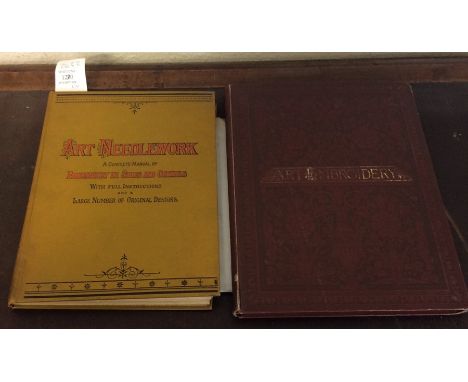 ART NEEDLEWORK
A COMPLETE MANUAL OF
EMBROIDERY IN SILKS AND CREWELS
WITH FULL INSTRUCTIONS
AND A
LARGE NUMBER OF ORIGINAL DESIGNS.
ART EMBROIDERY